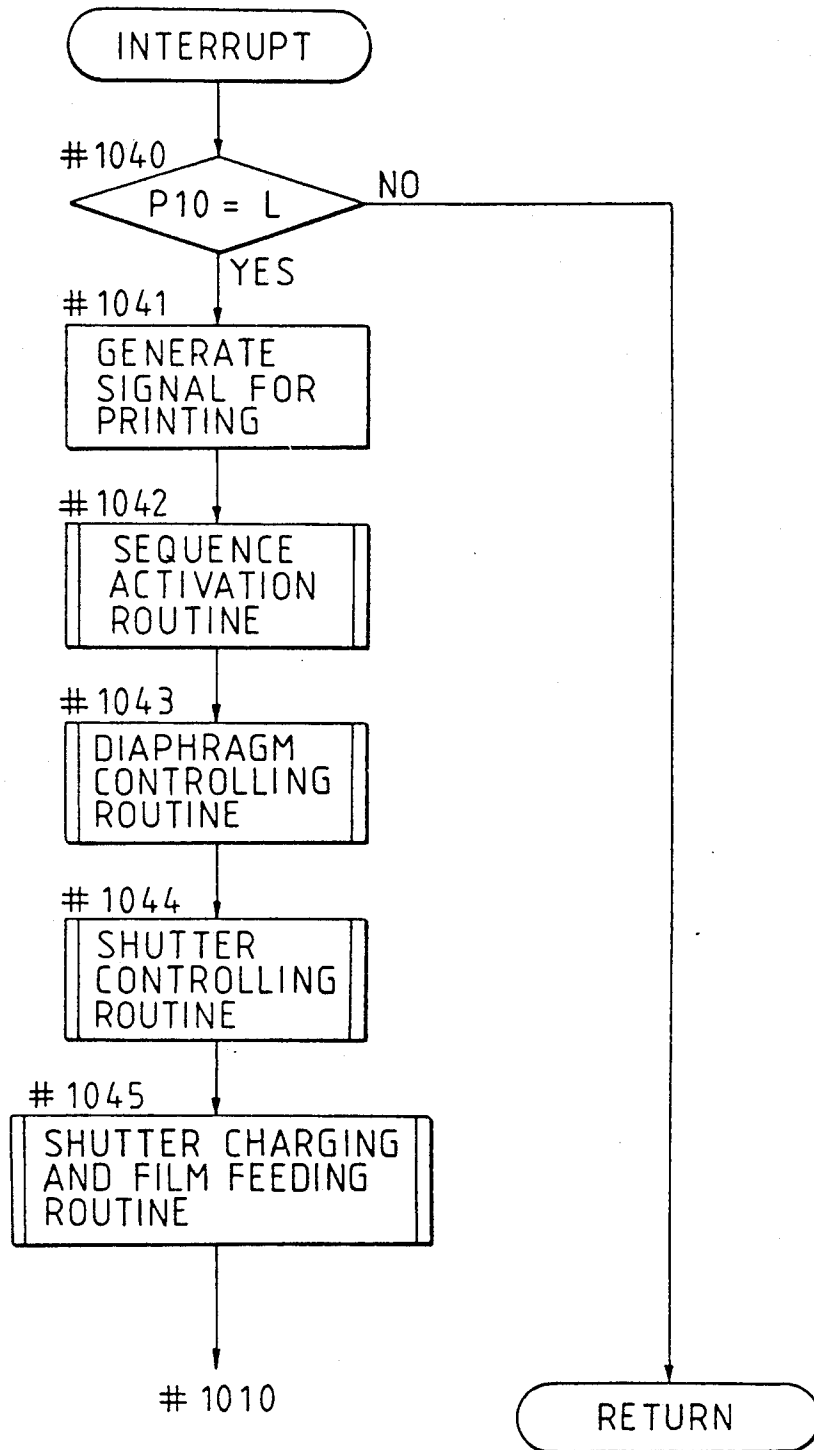 INTERRUPT
#1040
P10 = L
NO
YES
#1041
GENERATE
SIGNAL FOR
PRINTING
#1042
SEQUENCE
ACTIVATION
ROUTINE
#1043
DIAPHRAGM
CONTROLLING
ROUTINE
#1044
SHUTTER
CONTROLLING
ROUTINE
#1045
SHUTTER CHARGING
AND FILM FEEDING
ROUTINE
#1010
RETURN